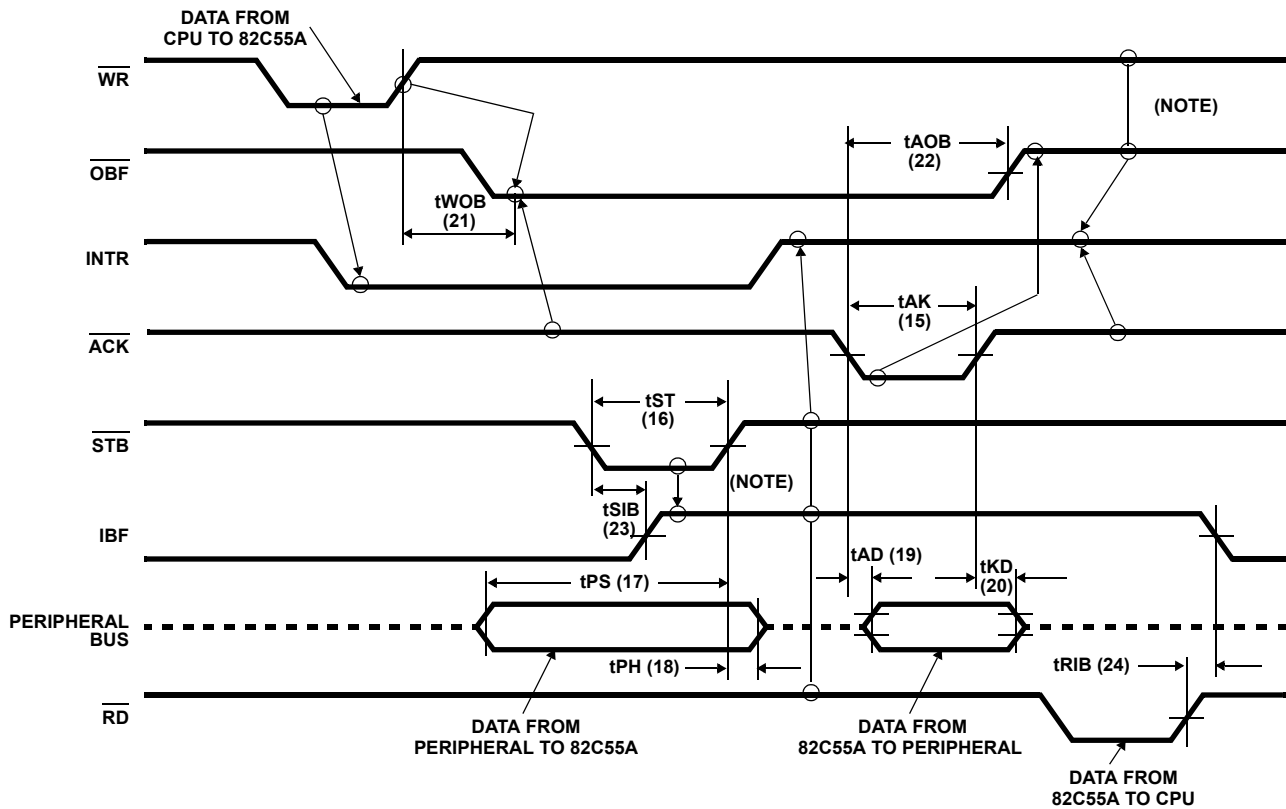 DATA FROM
CPU TO 82C55A
WR
(NOTE)
tAOB
(22)
OBF
tWOB
(21)
INTR
tAK
(15)
ACK
tST
(16)
STB
(NOTE)
tSIB
(23)
IBF
tAD (19)
tKD
(20)
tPS (17)
PERIPHERAL
BUS
tPH (18)
tRIB (24)
RD
DATA FROM
PERIPHERAL TO 82C55A
DATA FROM
82C55A TO PERIPHERAL
DATA FROM
82C55A TO CPU